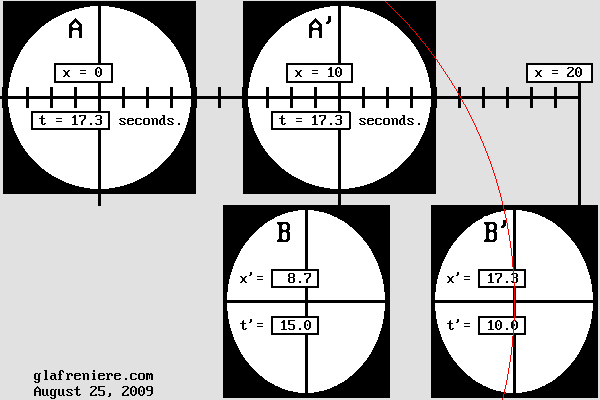 A
A'
x = 0
x = 10
x = 20
t = 17.3 seconds.
t = 17.3 seconds.
B
B'
x'= 8.7
x'= 17.3
t'= 15.0
t'= 10.0
glafreniere.com
August 25, 2009